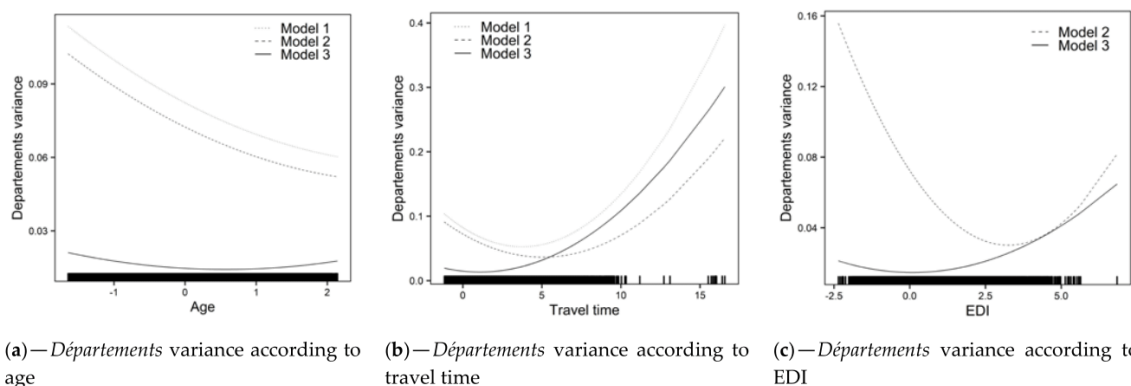 Model 1
Model 2
Model 3
Departements variance
0.09
0.06
0.03
-1
0
1
2
Age
Model 1
Model 2
Model 3
Departements variance
0.4
0.3
0.2
0.1
0.0
0
5
10
15
Travel time
Model 2
Model 3
Departements variance
0.16
0.12
0.08
0.04
-2.5
0.0
2.5
5.0
EDI
(a)—Départements variance according to
age
(b)—Départements variance according to
travel time
(c)—Départements variance according to
EDI